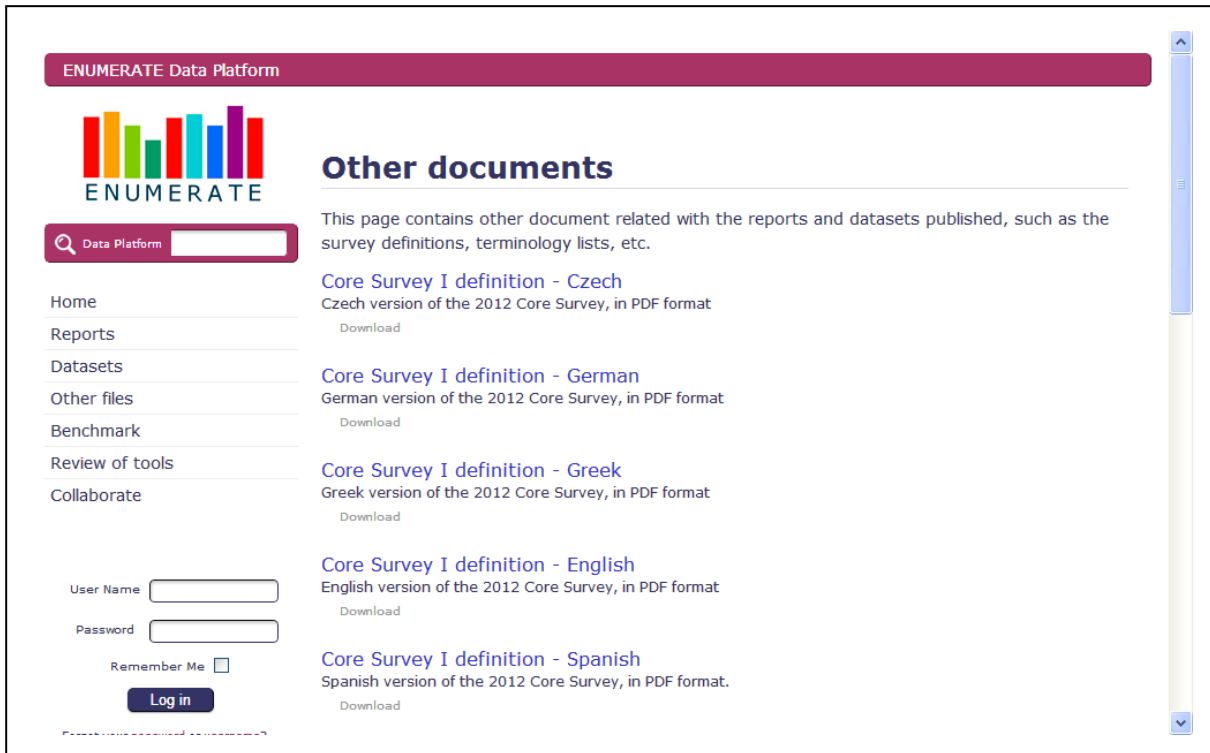 ENUMERATE Data Platform
ENUMERATE
Data Platform
Home
Reports
Datasets
Other files
Benchmark
Review of tools
Collaborate
User Name
Password
Remember Me
Log in
Forgot your password or username?
Other documents
This page contains other document related with the reports and datasets published, such as the
survey definitions, terminology lists, etc.
Core Survey I definition - Czech
Czech version of the 2012 Core Survey, in PDF format
Download
Core Survey I definition - German
German version of the 2012 Core Survey, in PDF format
Download
Core Survey I definition - Greek
Greek version of the 2012 Core Survey, in PDF format
Download
Core Survey I definition - English
English version of the 2012 Core Survey, in PDF format
Download
Core Survey I definition - Spanish
Spanish version of the 2012 Core Survey, in PDF format.
Download